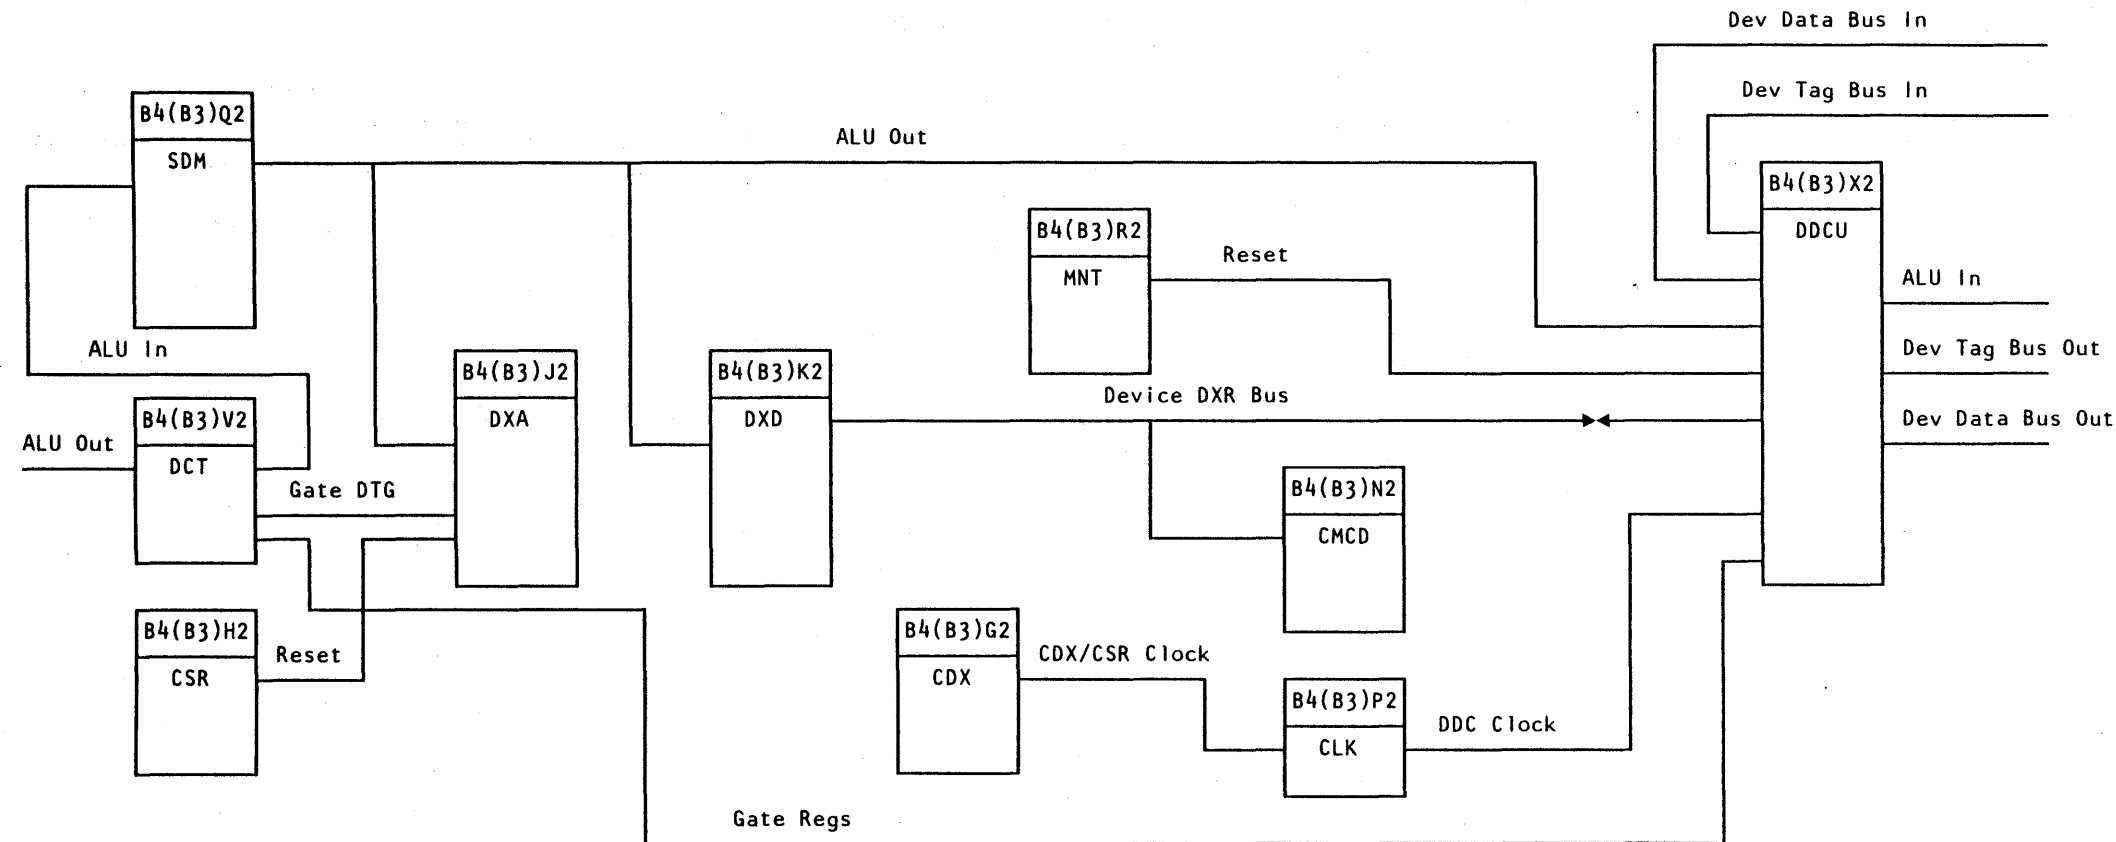 Dev Data Bus In
Dev Tag Bus In
B4(B3)Q2
SDM
ALU Out
B4(B3)X2
DDCU
B4(B3)R2
MNT
Reset
ALU In
ALU In
Dev Tag Bus Out
B4(B3)J2
DXA
B4(B3)K2
DXD
Device DXR Bus
Dev Data Bus Out
B4(B3)V2
DCT
ALU Out
Gate DTG
B4(B3)N2
CMCD
B4(B3)H2
CSR
Reset
B4(B3)G2
CDX
CDX/CSR Clock
B4(B3)P2
CLK
DDC Clock
Gate Regs